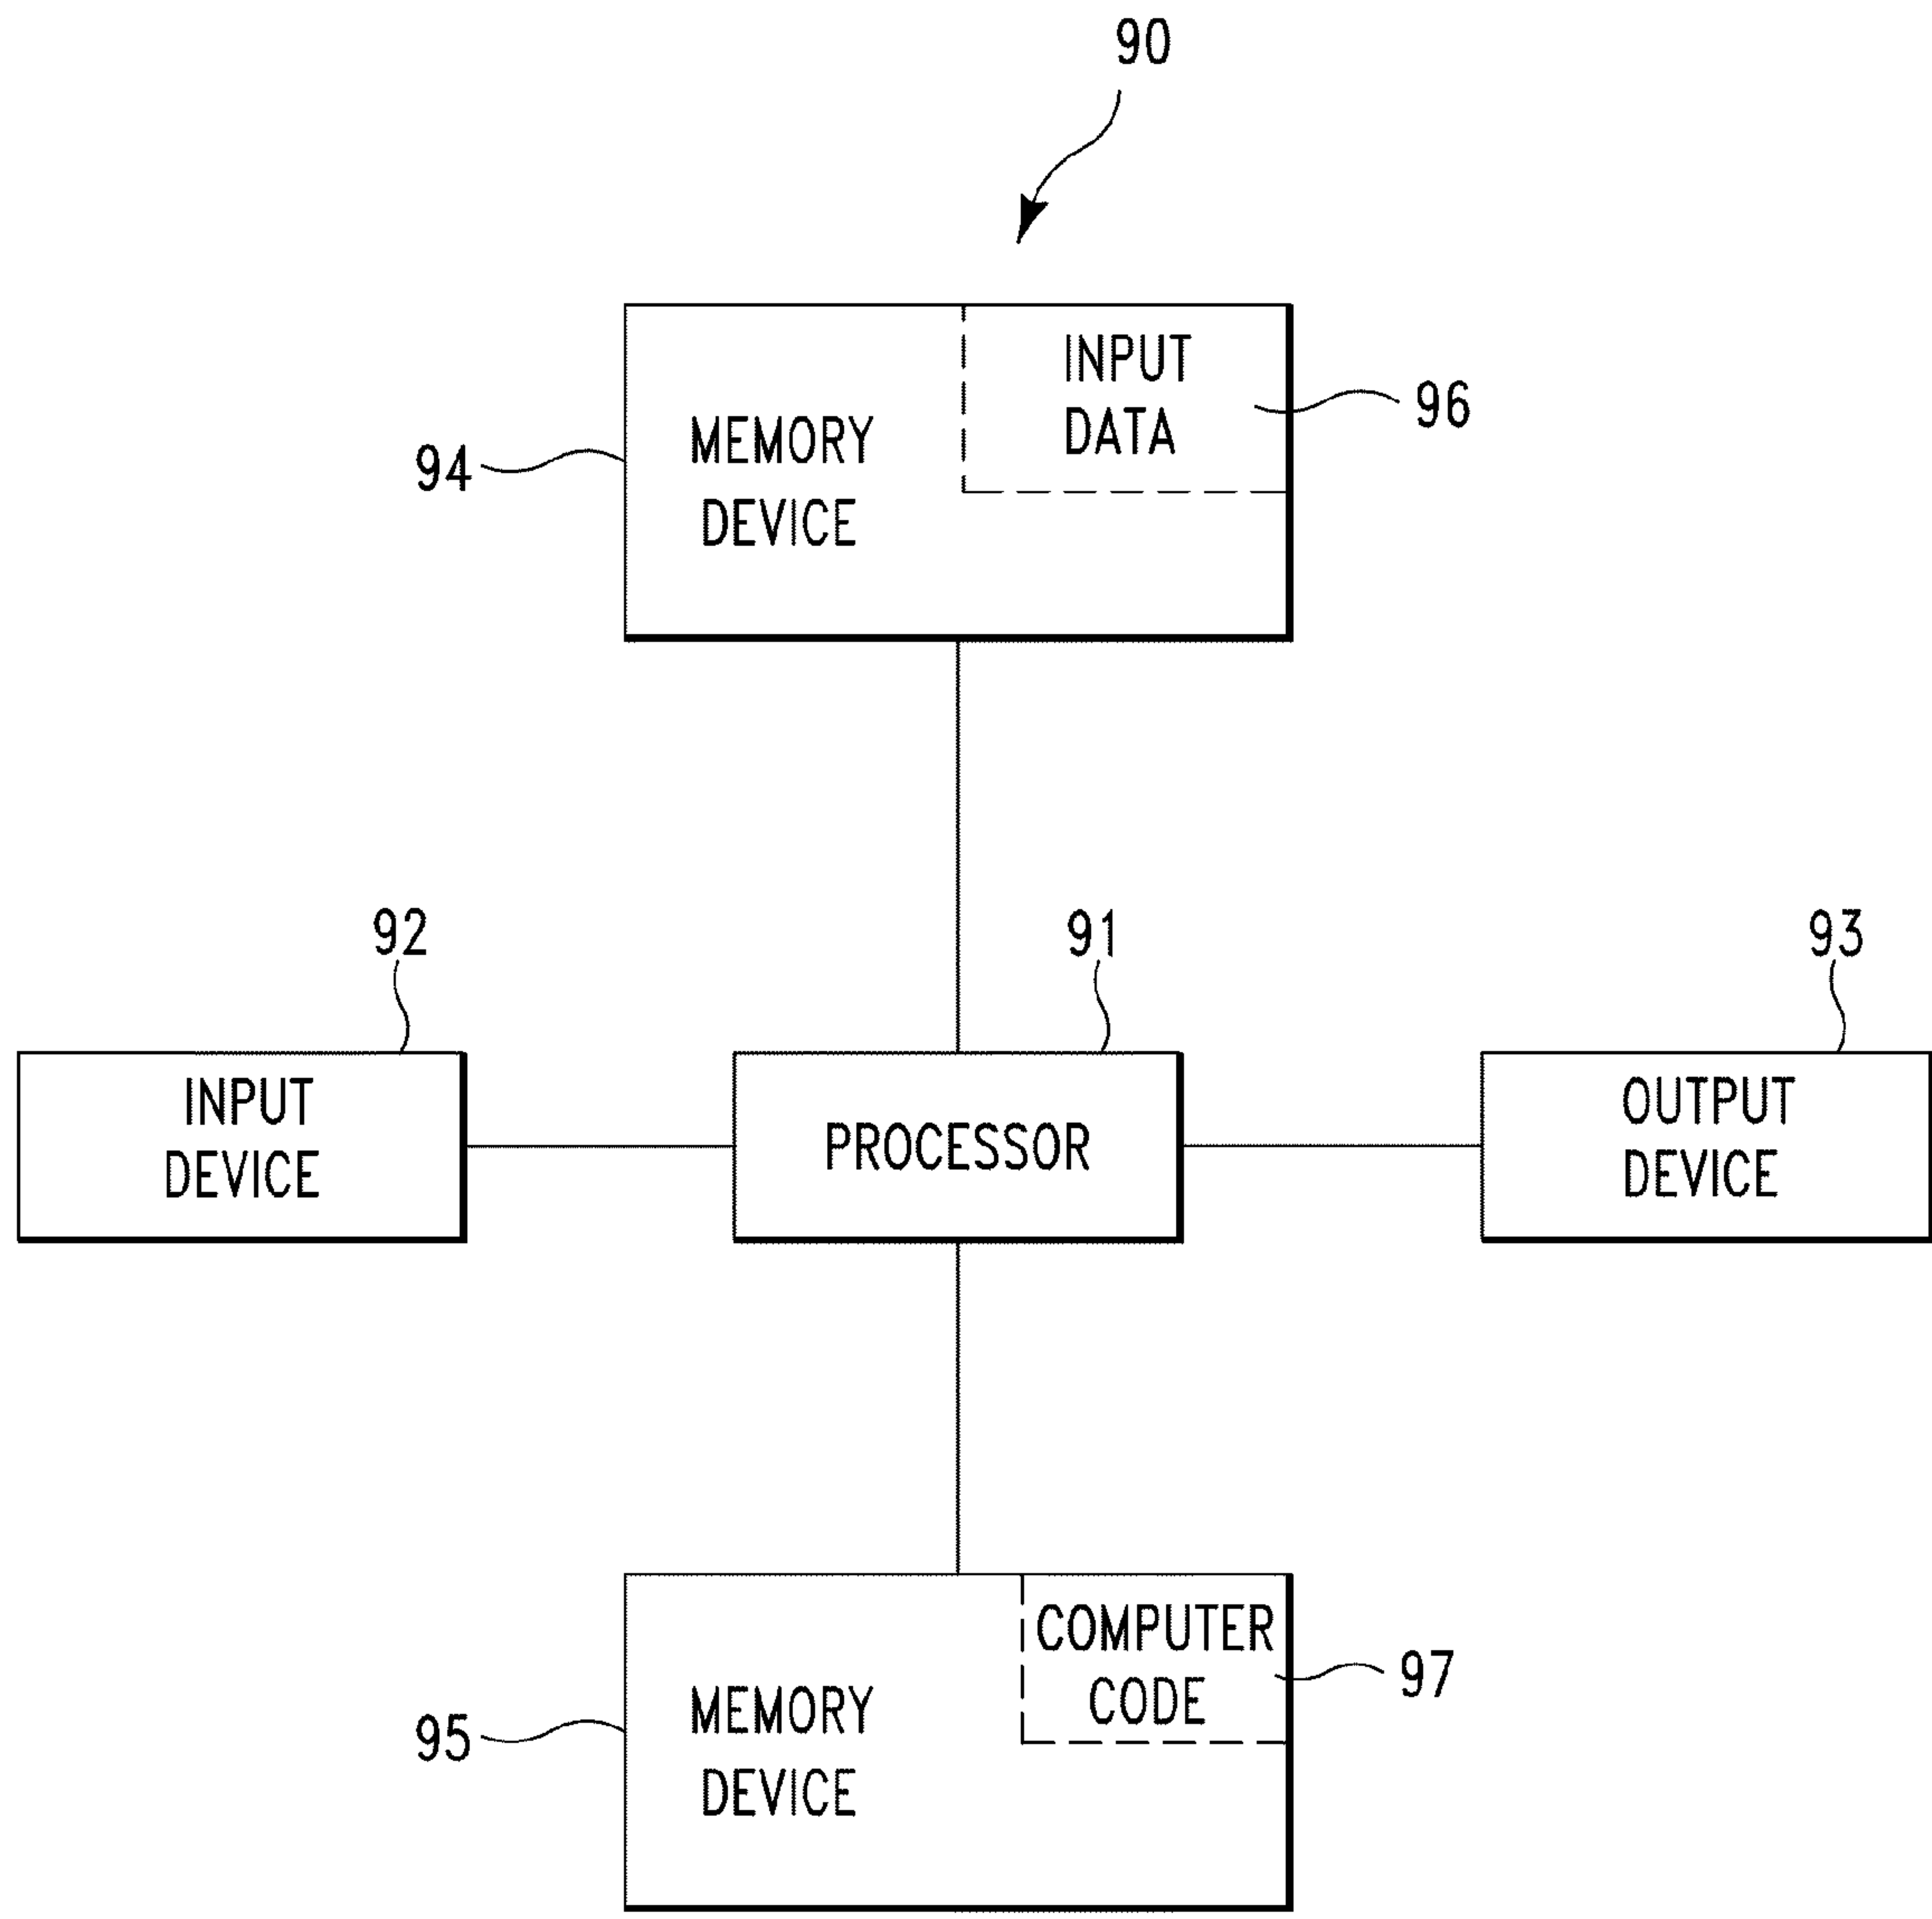 90
INPUT
DATA
96
MEMORY
DEVICE
94
92
91
93
INPUT
DEVICE
PROCESSOR
OUTPUT
DEVICE
COMPUTER
CODE
97
MEMORY
DEVICE
95